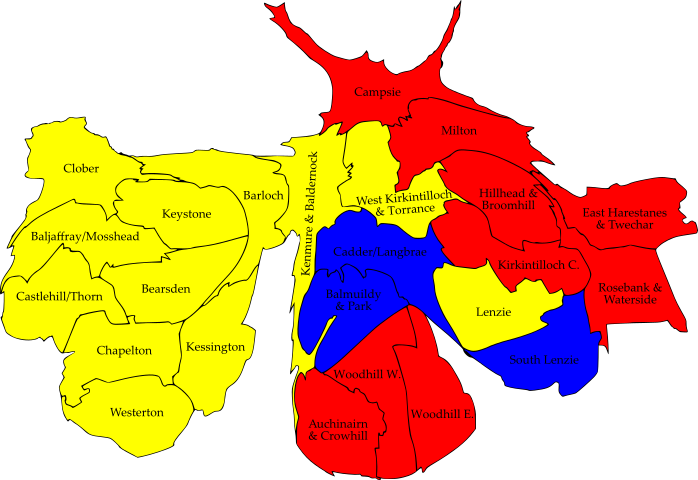 Campsie
Milton
Clober
Barloch
Kenmure & Baldernock
Keystone
West Kirkintilloch
& Torrance
Hillhead &
Broomhill
East Harestanes
& Twechar
Baljaffray/Mosshead
Cadder/Langbrae
Kirkintilloch C.
Castlehill/Thorn
Bearsden
Balmuildy
& Park
Lenzie
Rosebank &
Waterside
Chapelton
Kessington
South Lenzie
Woodhill W.
Westerton
Auchinairn
& Crowhill
Woodhill E.